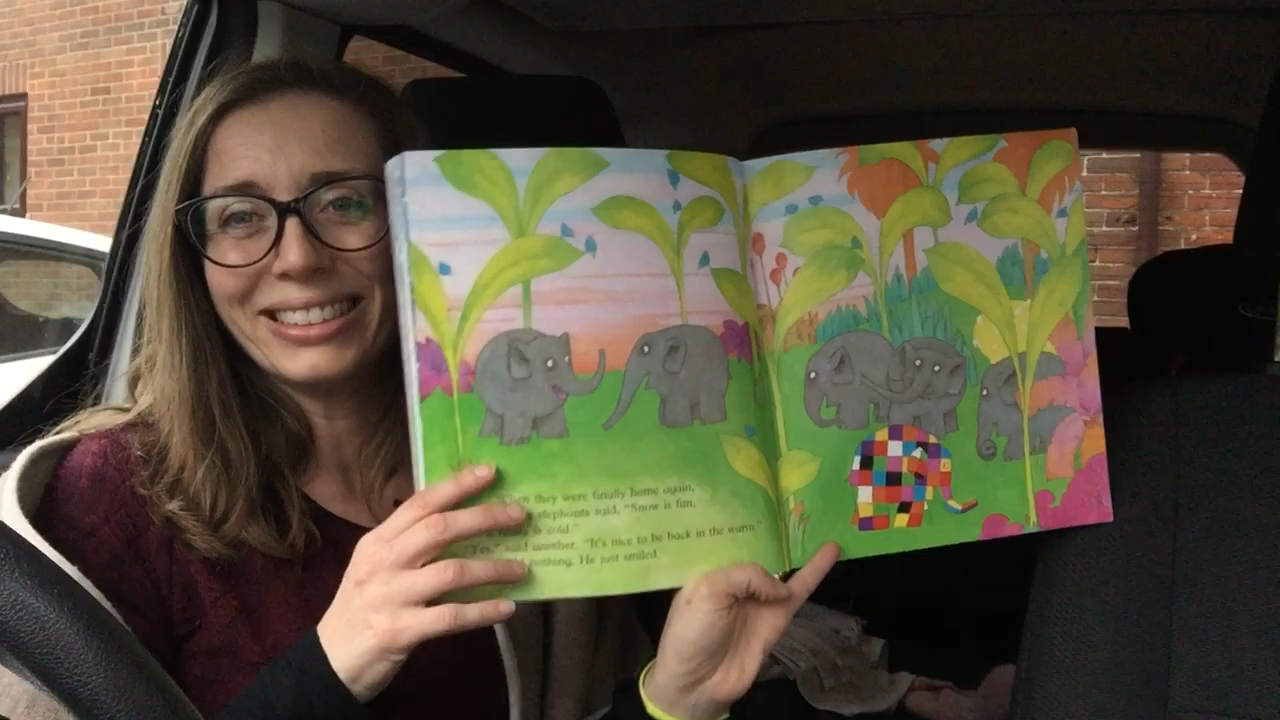 When they were finally home again,
elephants said, "Snow is fun,
is cold."
"Yes," said another. "It's nice to be back in the warm."
nothing. He just smiled.